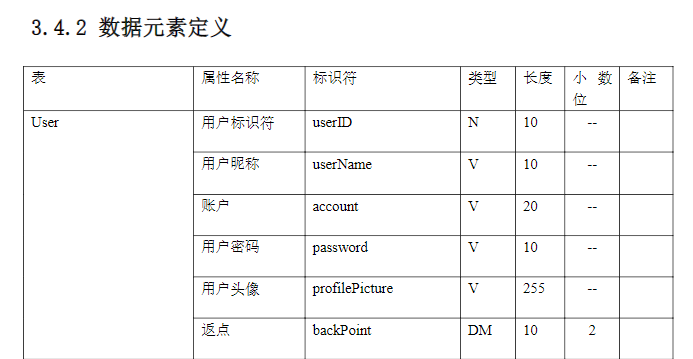 3.4.2 数据元素定义
表 属性名称 标识符 类型 长度 小数位 备注
User 用户标识符 userID N 10 --
用户昵称 userName V 10 --
账户 account V 20 --
用户密码 password V 10 --
用户头像 profilePicture V 255 --
返点 backPoint DM 10 2